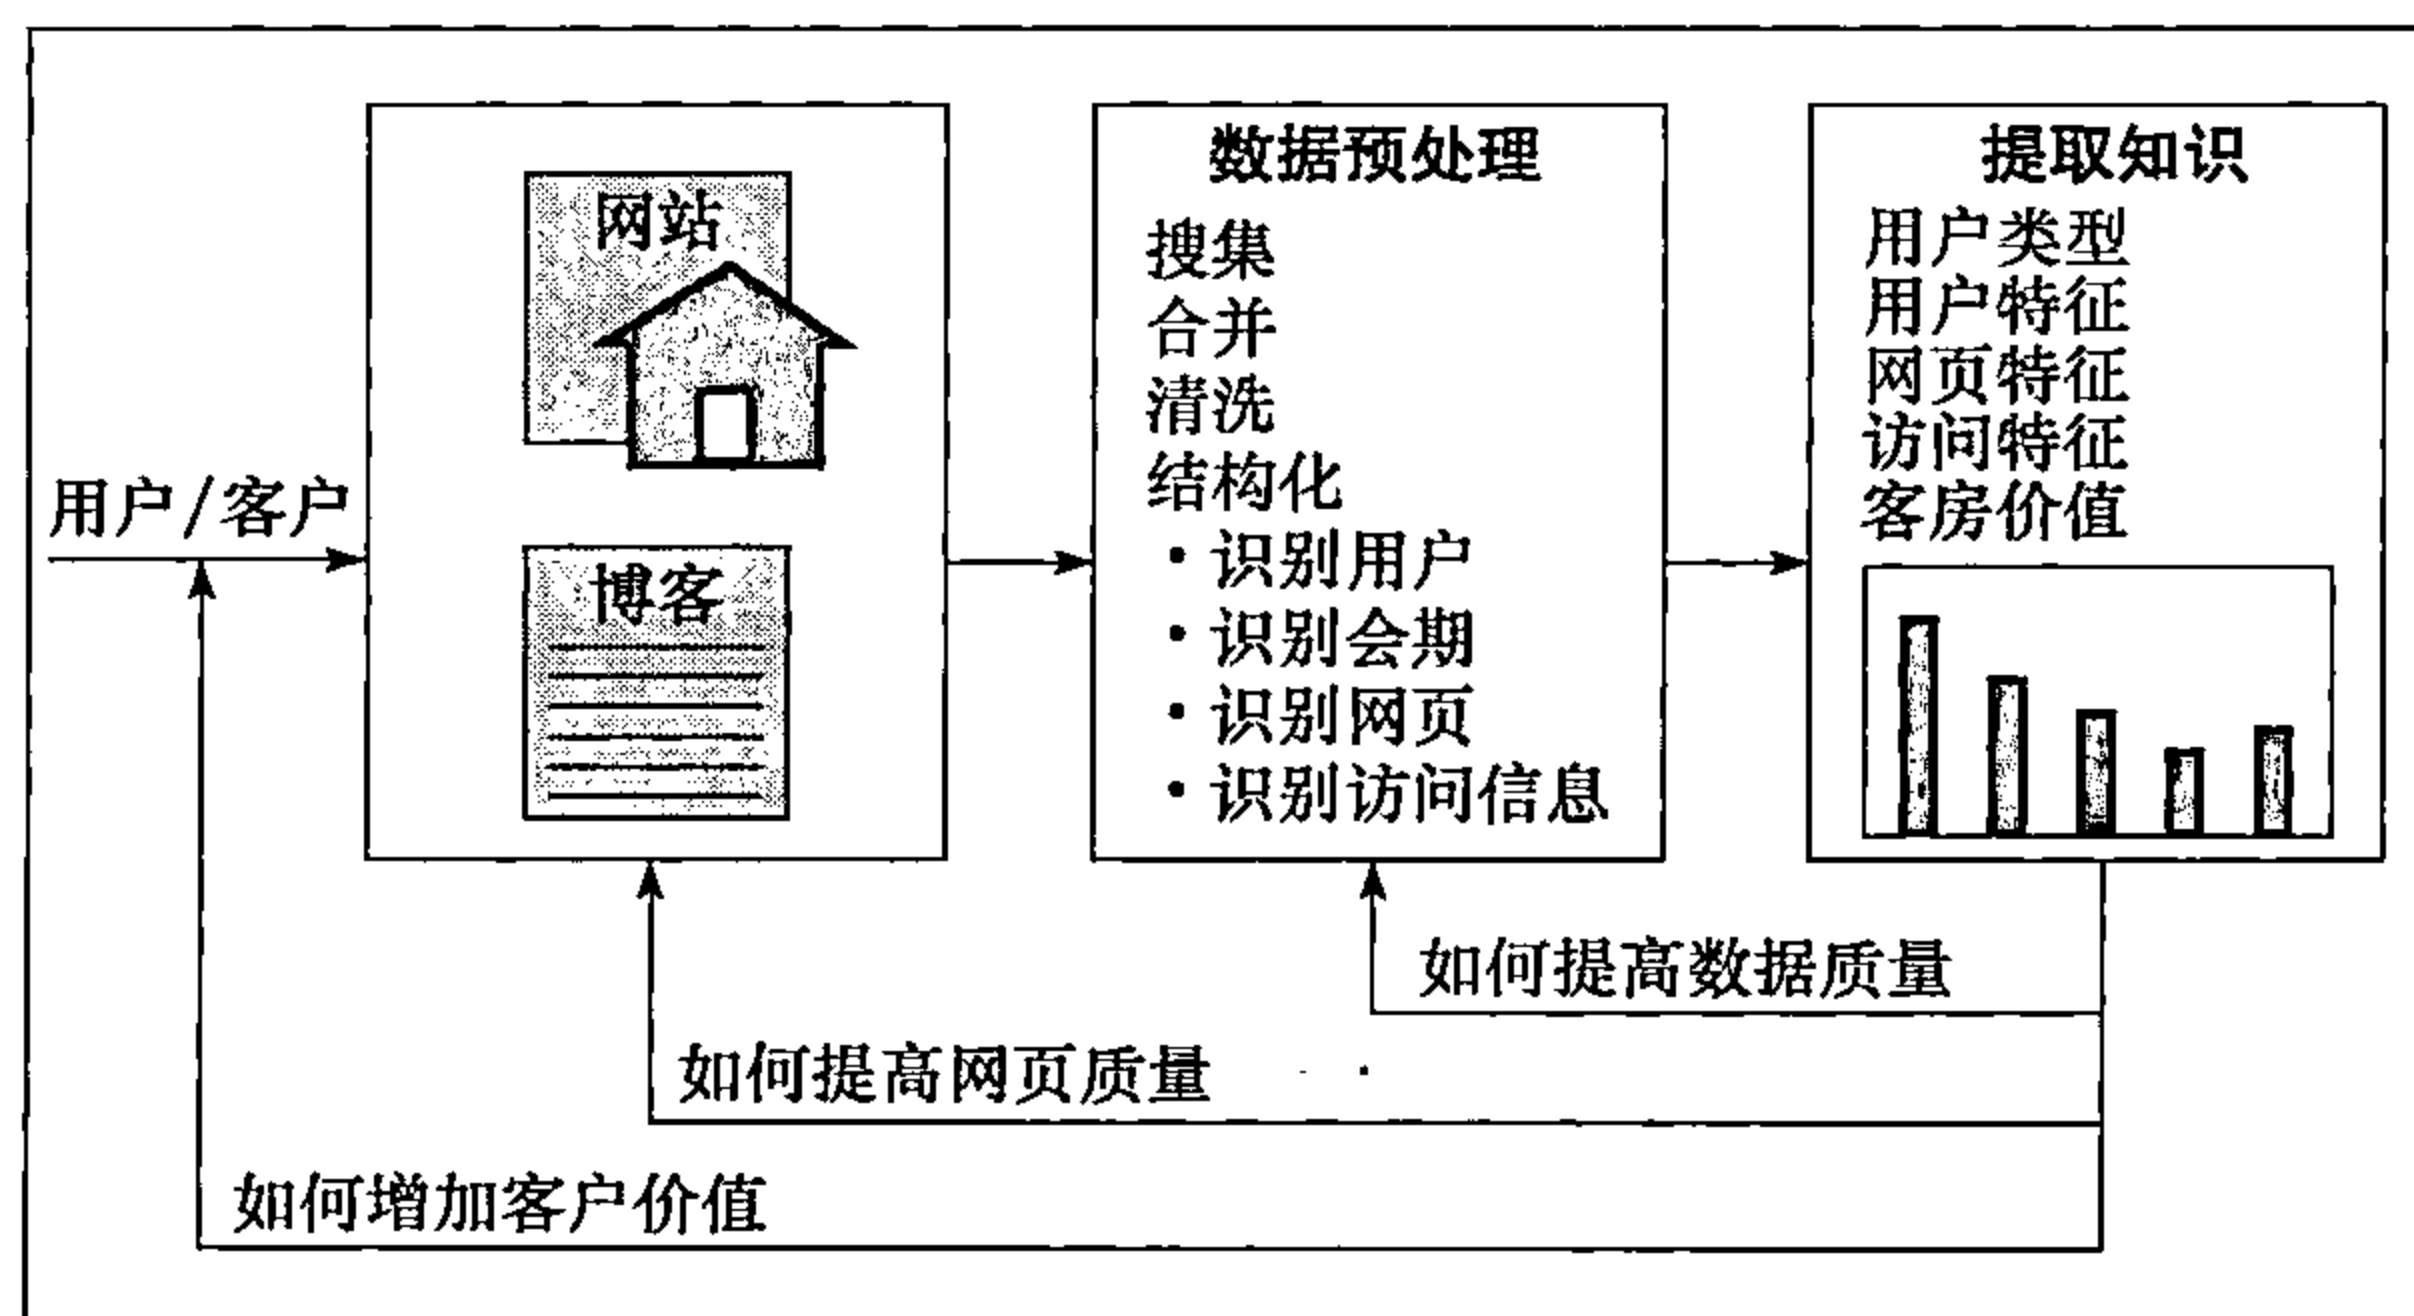 用户/客户
网站
博客
数据预处理
搜集
合并
清洗
结构化
·识别用户
·识别会期
·识别网页
·识别访问信息
提取知识
用户类型
用户特征
网页特征
访问特征
客房价值
如何提高数据质量
如何提高网页质量
如何增加客户价值